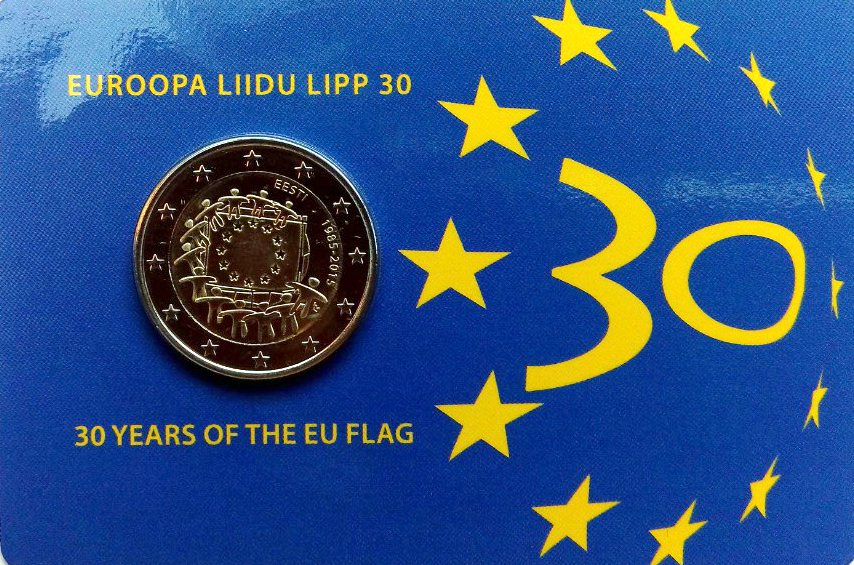 EUROOPA LIIDU LIPP 30
EESTI
1985-2015
30
30 YEARS OF THE EU FLAG